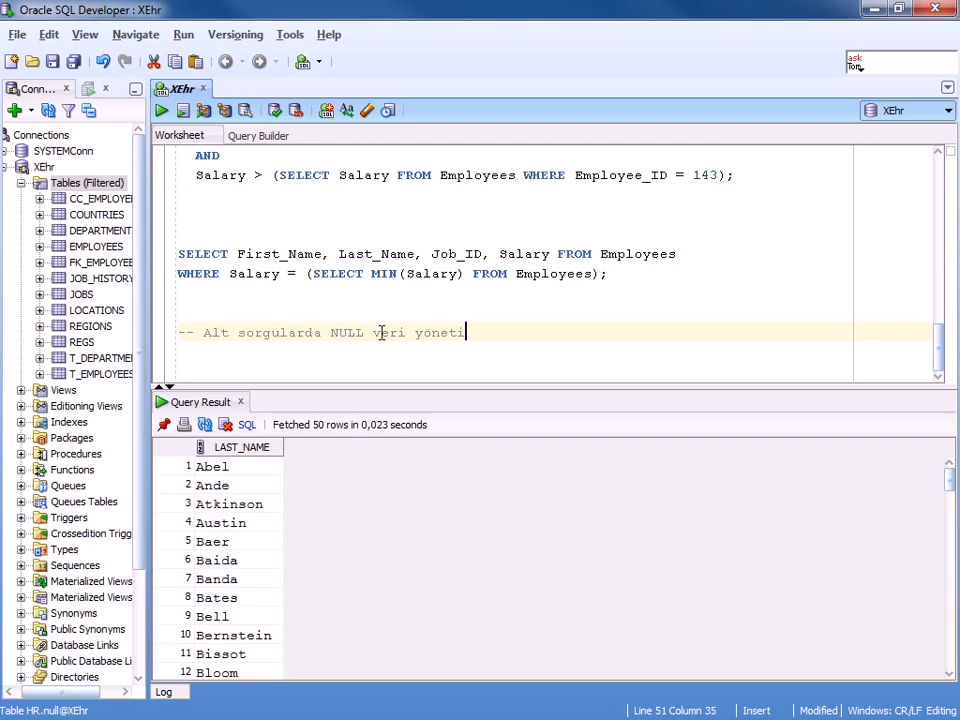 Oracle SQL Developer : XEhr
File Edit View Navigate Run Versioning Tools Help
ask
Tom
Conn...
XEhr
XEhr
Connections
SYSTEMConn
XEhr
Tables (Filtered)
CC_EMPLOYE
COUNTRIES
DEPARTMENT
EMPLOYEES
FK_EMPLOYEE
JOB_HISTORY
JOBS
LOCATIONS
REGIONS
REGS
T_DEPARTME
T_EMPLOYEES
Views
Editioning Views
Indexes
Packages
Procedures
Functions
Queues
Queues Tables
Triggers
Crossedition Trigg
Types
Sequences
Materialized Views
Materialized Views
Synonyms
Public Synonyms
Database Links
Public Database Li
Directories
Worksheet Query Builder
AND
Salary > (SELECT Salary FROM Employees WHERE Employee_ID = 143);
SELECT First_Name, Last_Name, Job_ID, Salary FROM Employees
WHERE Salary = (SELECT MIN(Salary) FROM Employees);
-- Alt sorgularda NULL veri yöneti
Query Result
SQL Fetched 50 rows in 0,023 seconds
LAST_NAME
1 Abel
2 Ande
3 Atkinson
4 Austin
5 Baer
6 Baida
7 Banda
8 Bates
9 Bell
10 Bernstein
11 Bissot
12 Bloom
Log
Table HR.null@XEhr
Line 51 Column 35 Insert Modified Windows: CR/LF Editing